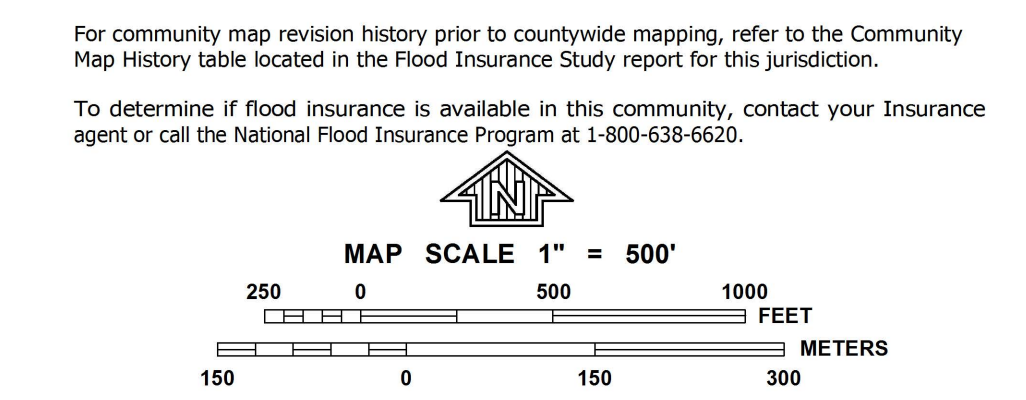 For community map revision history prior to countywide mapping, refer to the Community
Map History table located in the Flood Insurance Study report for this jurisdiction.
To determine if flood insurance is available in this community, contact your Insurance
agent or call the National Flood Insurance Program at 1-800-638-6620.
N
MAP SCALE 1" = 500'
250 0 500 1000
FEET
METERS
150 0 150 300